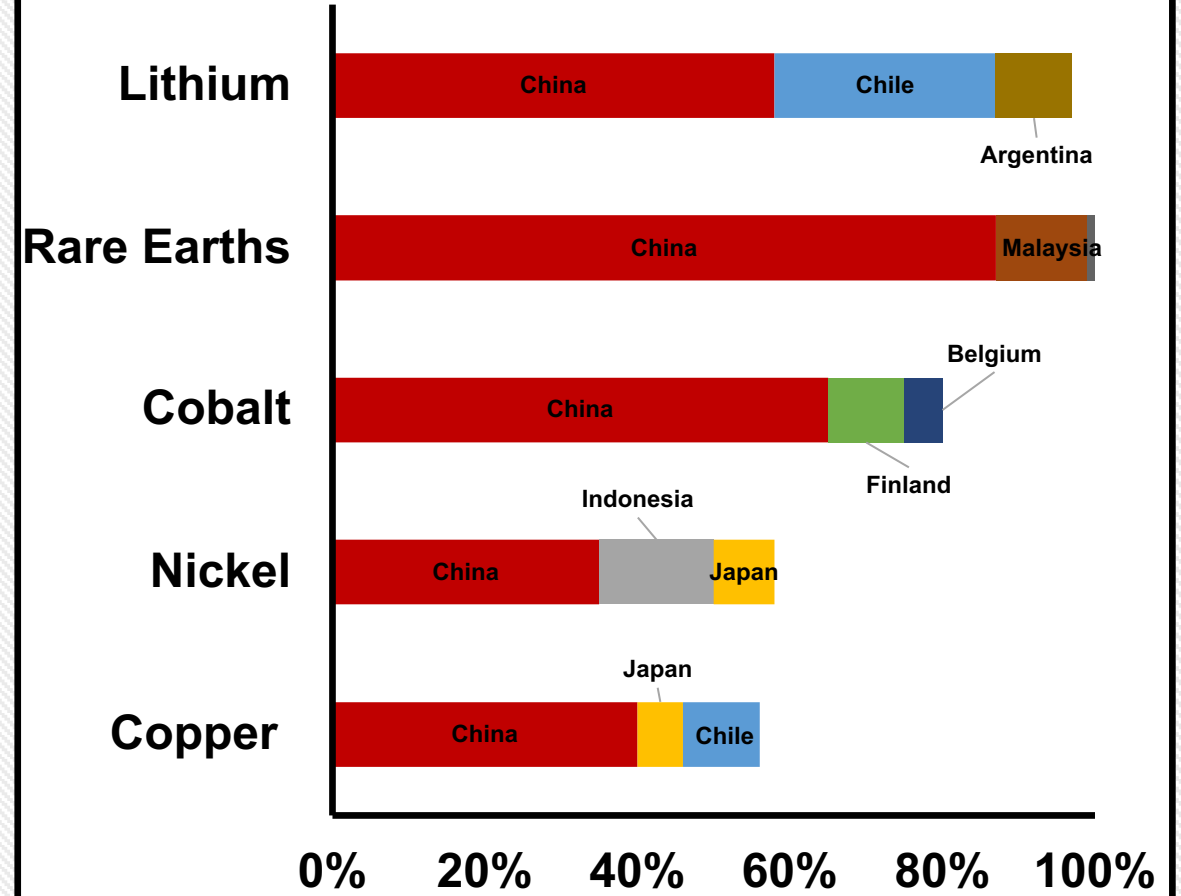 Lithium
China
Chile
Argentina
Rare Earths
China
Malaysia
Belgium
Cobalt
China
Finland
Indonesia
Nickel
China
Japan
Japan
Copper
China
Chile
0% 20% 40% 60% 80% 100%